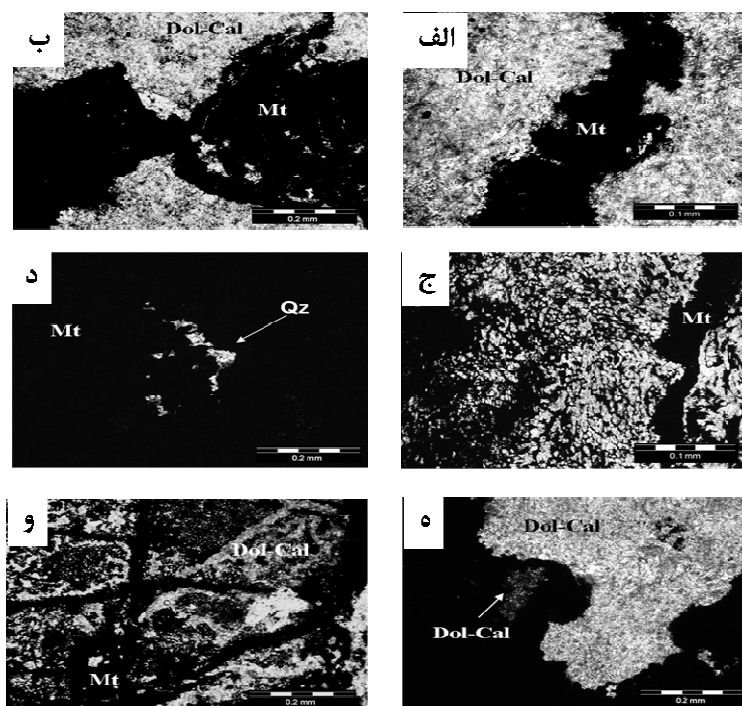 الف
Dol-Cal
Mt
0.1 mm
ب
Dol-Cal
Mt
0.2 mm
ج
Mt
0.1 mm
د
Mt
Qz
0.2 mm
ه
Dol-Cal
Dol-Cal
0.2 mm
و
Dol-Cal
Mt
0.2 mm